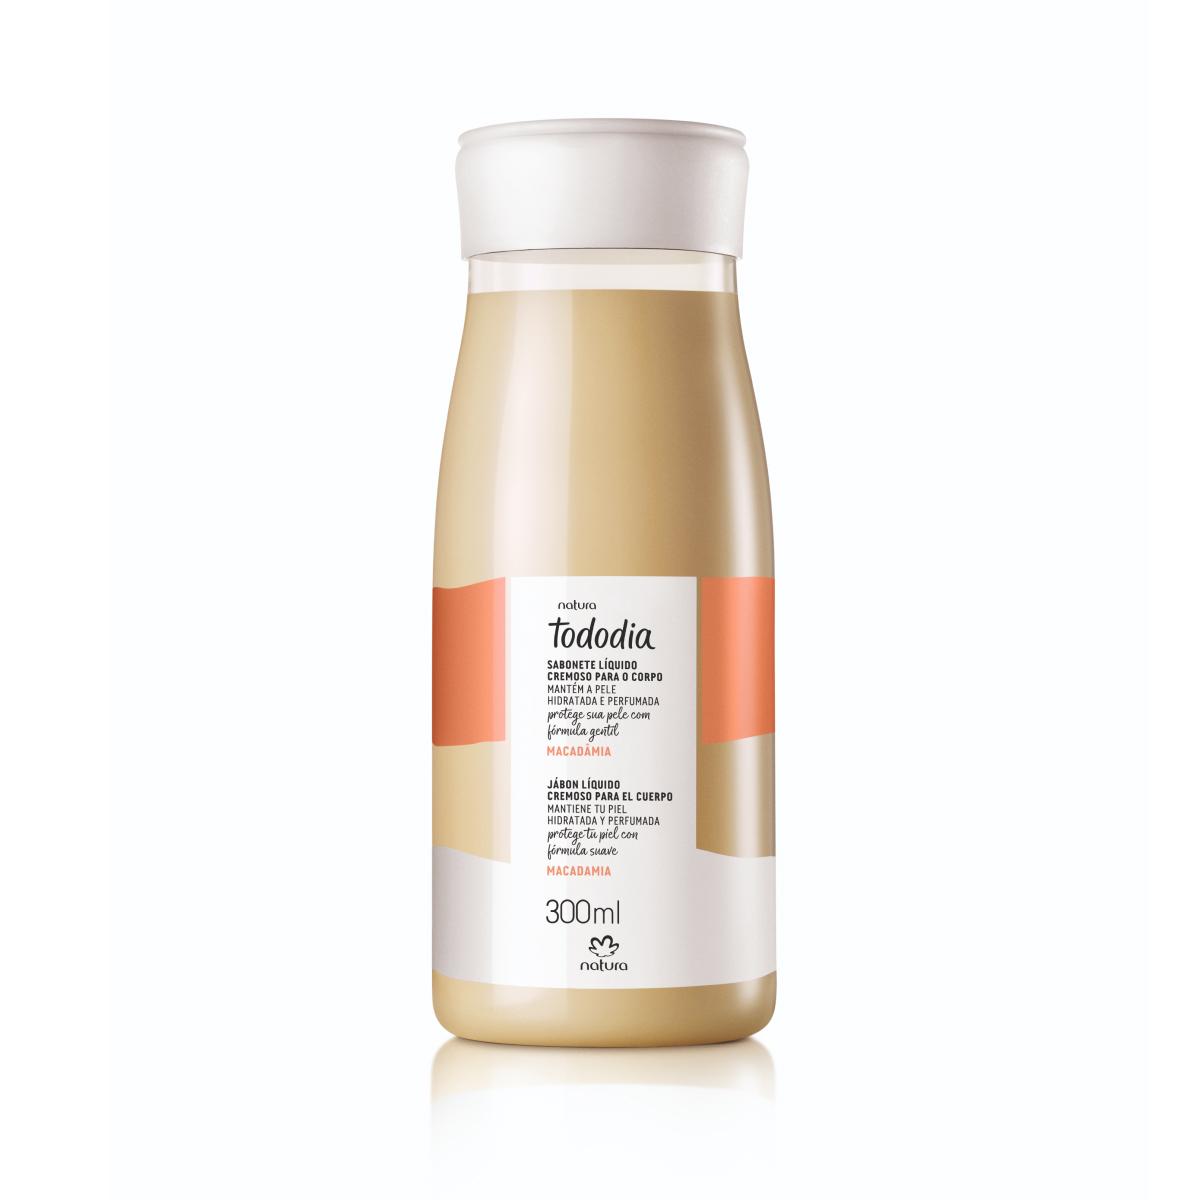 natura
tododia
SABONETE LÍQUIDO
CREMOSO PARA O CORPO
MANTÉM A PELE
HIDRATADA E PERFUMADA
protege sua pele com
fórmula gentil
MACADÂMIA
JÁBON LÍQUIDO
CREMOSO PARA EL CUERPO
MANTIENE TU PIEL
HIDRATADA Y PERFUMADA
protege tu piel con
fórmula suave
MACADAMIA
300ml
natura